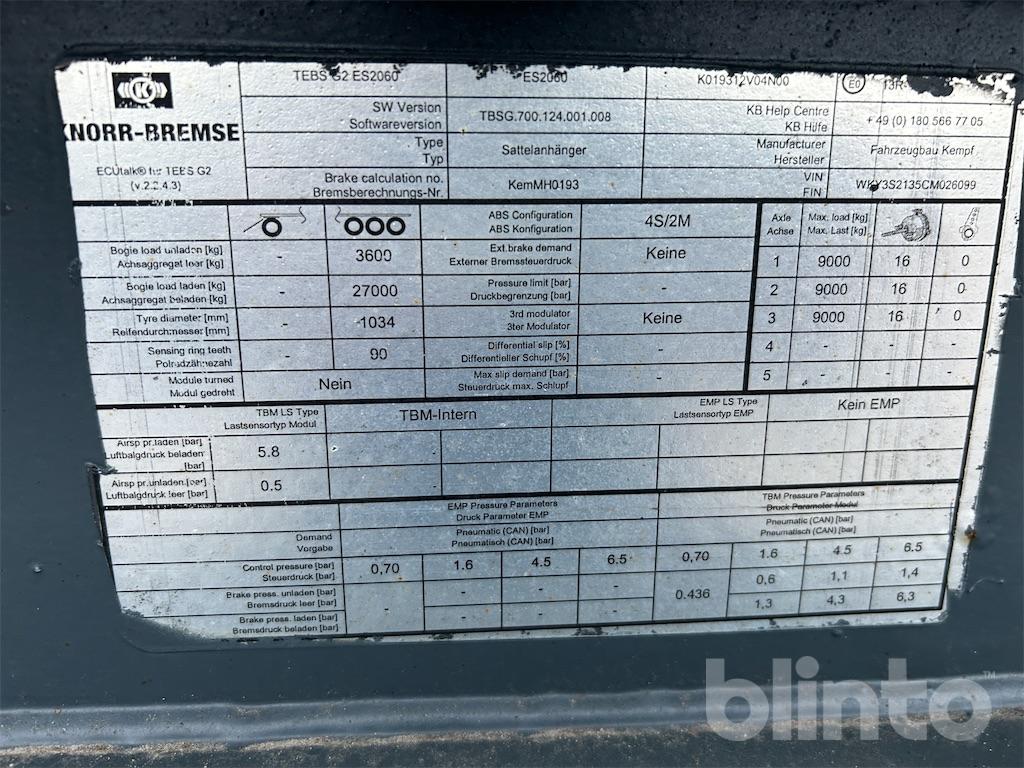 KNORR-BREMSE
ECUtalk® for TEBS G2
(v.2.2.4.3)
TEBS G2 ES2060 ES2060 K019312V04N00 E0 13R-
SW Version TBSG.700.124.001.008 KB Help Centre + 49 (0) 180 566 77 05
Softwareversion KB Hilfe
Type Sattelanhänger Manufacturer Fahrzeugbau Kempf
Typ Hersteller
Brake calculation no. KemMH0193 VIN WKY3S2135CM026099
Bremsberechnungs-Nr. FIN
ABS Configuration 4S/2M Axle Max. load [kg]
ABS Konfiguration Achse Max. Last [kg]
Bogie load unladen [kg] - 3600 Ext.brake demand Keine 1 9000 16 0
Achsaggregat leer [kg] Externer Bremssteuerdruck
Bogie load laden [kg] - 27000 Pressure limit [bar] - 2 9000 16 0
Achsaggregat beladen [kg] Druckbegrenzung [bar]
Tyre diameter [mm] - 1034 3rd modulator Keine 3 9000 16 0
Reifendurchmesser [mm] 3ter Modulator
Sensing ring teeth - 90 Differential slip [%] - 4 - - -
Polradzähnezahl Differentieller Schupf [%]
Module turned Nein Max slip demand [bar] - 5 - - -
Modul gedreht Steuerdruck max. Schlupf
TBM LS Type TBM-Intern EMP LS Type Kein EMP
Lastsensortyp Modul Lastsensortyp EMP
Airsp pr.laden [bar] 5.8 - - - - - -
Luftbalgdruck beladen
[bar]
Airsp pr.unladen.[bar] 0.5 - - - - - -
Luftbalgdruck leer [bar]
EMP Pressure Parameters TBM Pressure Parameters
Druck Parameter EMP Druck Parameter Modul
Demand Pneumatic (CAN) [bar] Pneumatic (CAN) [bar]
Vorgabe Pneumatisch (CAN) [bar] Pneumatisch (CAN) [bar]
Control pressure [bar] 0,70 1.6 4.5 6.5 0,70 1.6 4.5 6.5
Steuerdruck [bar]
Brake press. unladen [bar] - - - - 0.436 0,6 1,1 1,4
Bremsdruck leer [bar]
Brake press. laden [bar] - - - 1,3 4,3 6,3
Bremsdruck beladen [bar]
blinto™